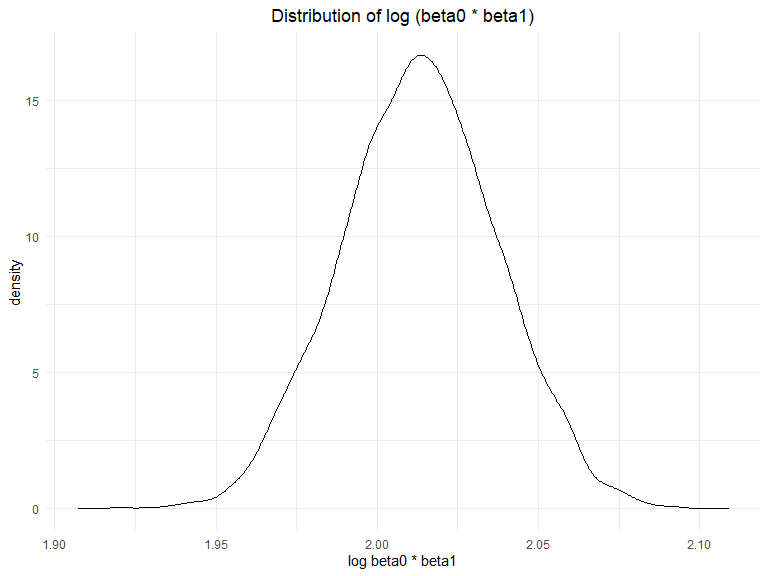 Distribution of log (beta0 * beta1)
15
10
5
0
density
1.90 1.95 2.00 2.05 2.10
log beta0 * beta1